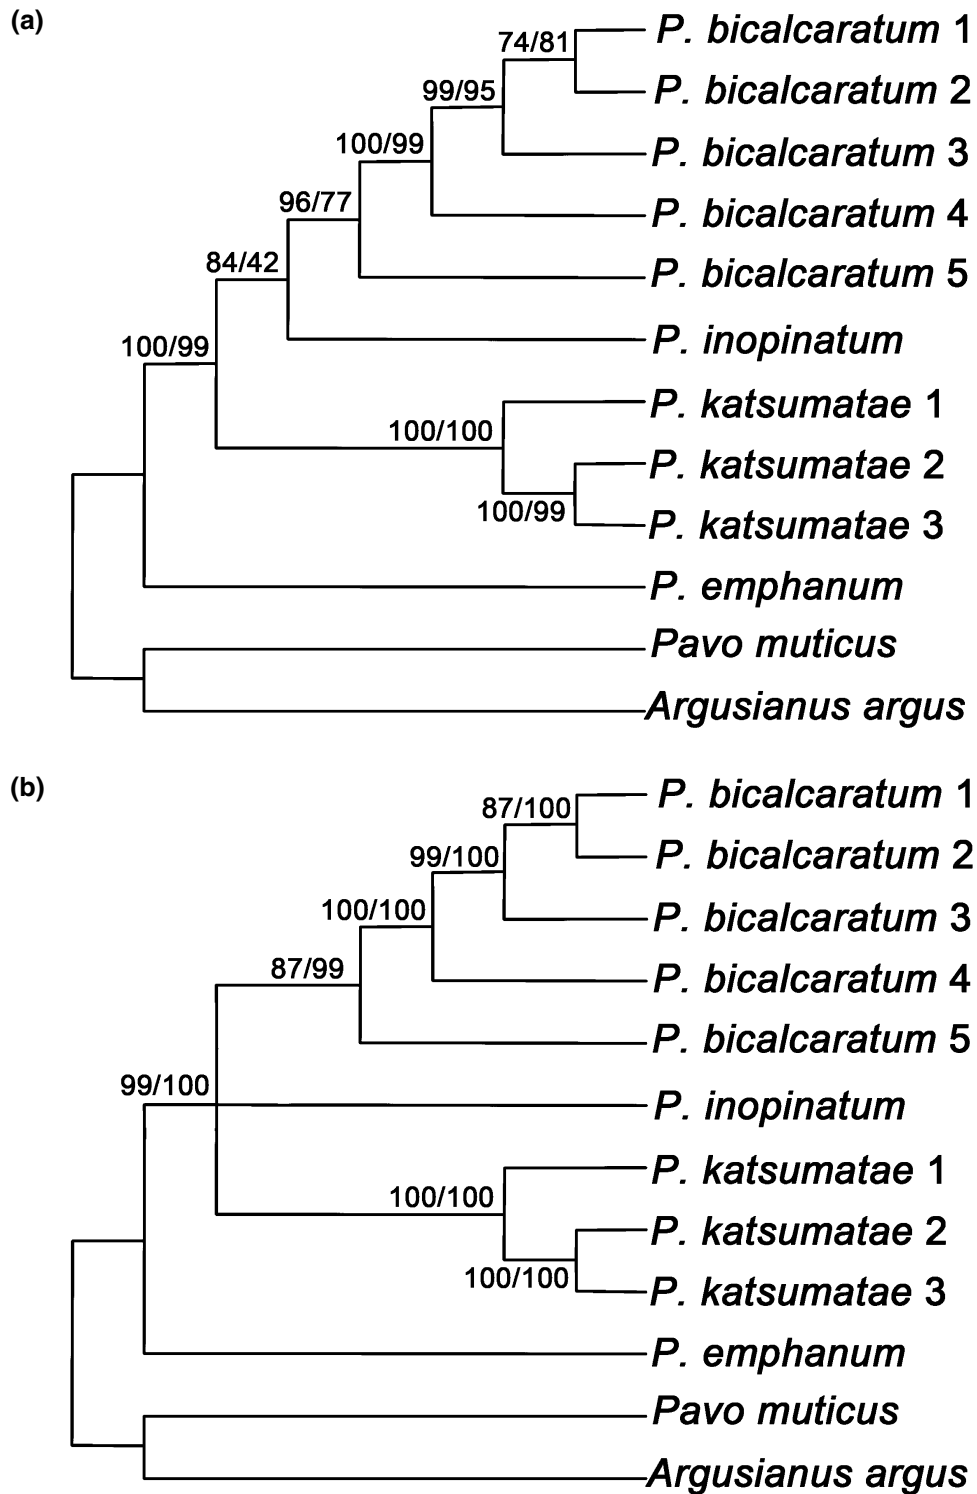 (a)
P. bicalcaratum 1
74/81
P. bicalcaratum 2
99/95
P. bicalcaratum 3
100/99
P. bicalcaratum 4
96/77
P. bicalcaratum 5
84/42
P. inopinatum
100/99
P. katsumatae 1
100/100
P. katsumatae 2
100/99
P. katsumatae 3
P. emphanum
Pavo muticus
Argusianus argus
(b)
P. bicalcaratum 1
87/100
P. bicalcaratum 2
99/100
P. bicalcaratum 3
100/100
P. bicalcaratum 4
87/99
P. bicalcaratum 5
99/100
P. inopinatum
P. katsumatae 1
100/100
P. katsumatae 2
100/100
P. katsumatae 3
P. emphanum
Pavo muticus
Argusianus argus